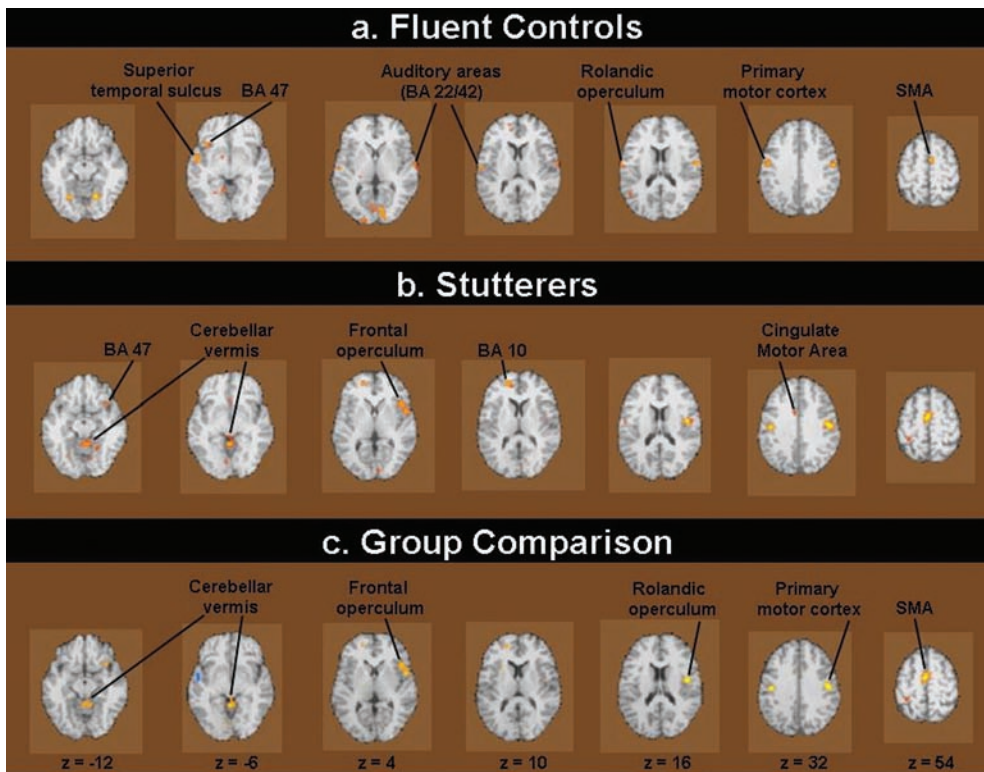 a. Fluent Controls
Superior
temporal sulcus
BA 47
Auditory areas
(BA 22/42)
Rolandic
operculum
Primary
motor cortex
SMA
b. Stutterers
BA 47
Cerebellar
vermis
Frontal
operculum
BA 10
Cingulate
Motor Area
c. Group Comparison
Cerebellar
vermis
Frontal
operculum
Rolandic
operculum
Primary
motor cortex
SMA
z = -12 z = -6 z = 4 z = 10 z = 16 z = 32 z = 54